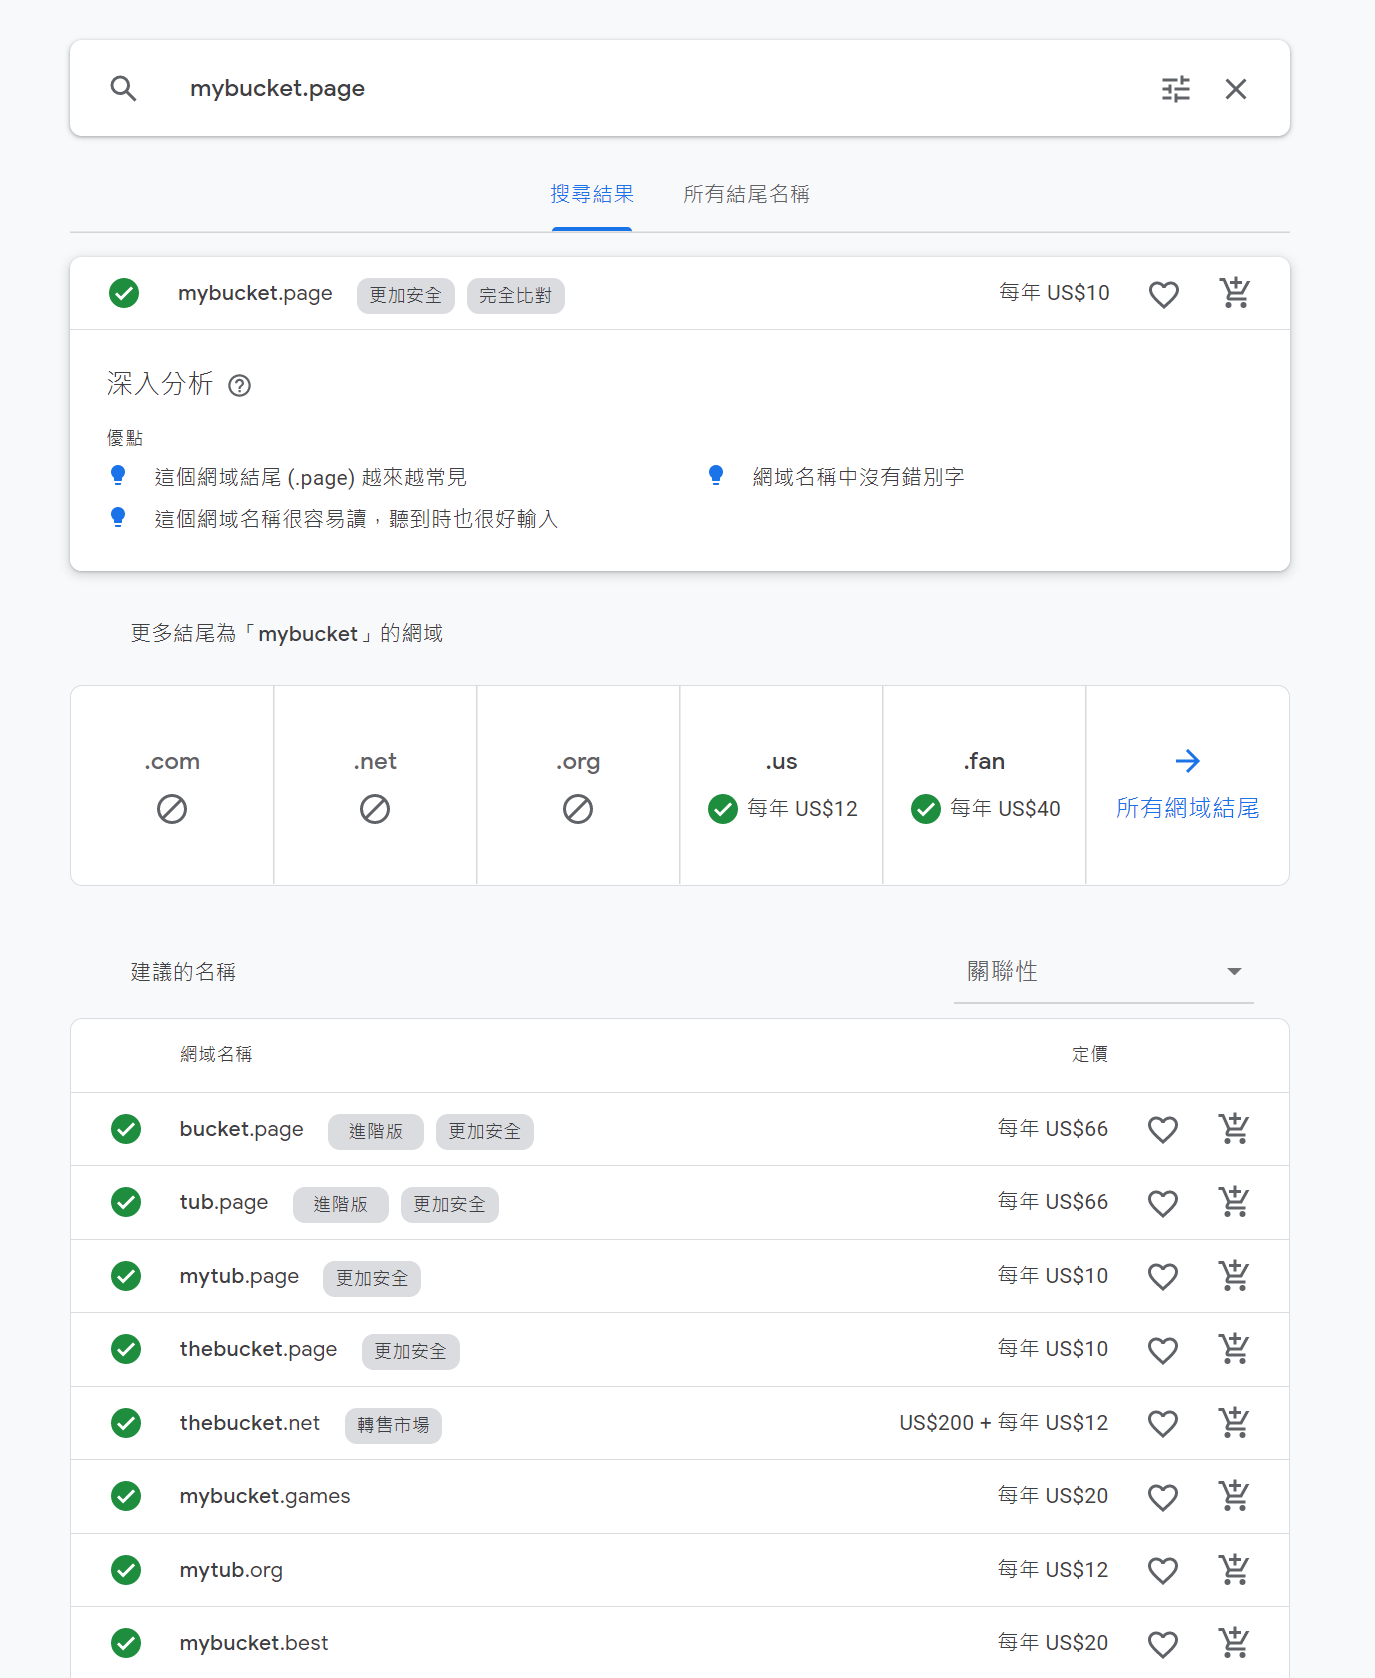 mybucket.page
搜尋結果 所有結尾名稱
mybucket.page 更加安全 完全比對 每年 US$10
深入分析
優點
這個網域結尾 (.page) 越來越常見 網域名稱中沒有錯別字
這個網域名稱很容易讀，聽到時也很好輸入
更多結尾為「mybucket」的網域
.com .net .org .us .fan
每年 US$12 每年 US$40 所有網域結尾
建議的名稱 關聯性
網域名稱 定價
bucket.page 進階版 更加安全 每年 US$66
tub.page 進階版 更加安全 每年 US$66
mytub.page 更加安全 每年 US$10
thebucket.page 更加安全 每年 US$10
thebucket.net 轉售市場 US$200 + 每年 US$12
mybucket.games 每年 US$20
mytub.org 每年 US$12
mybucket.best 每年 US$20